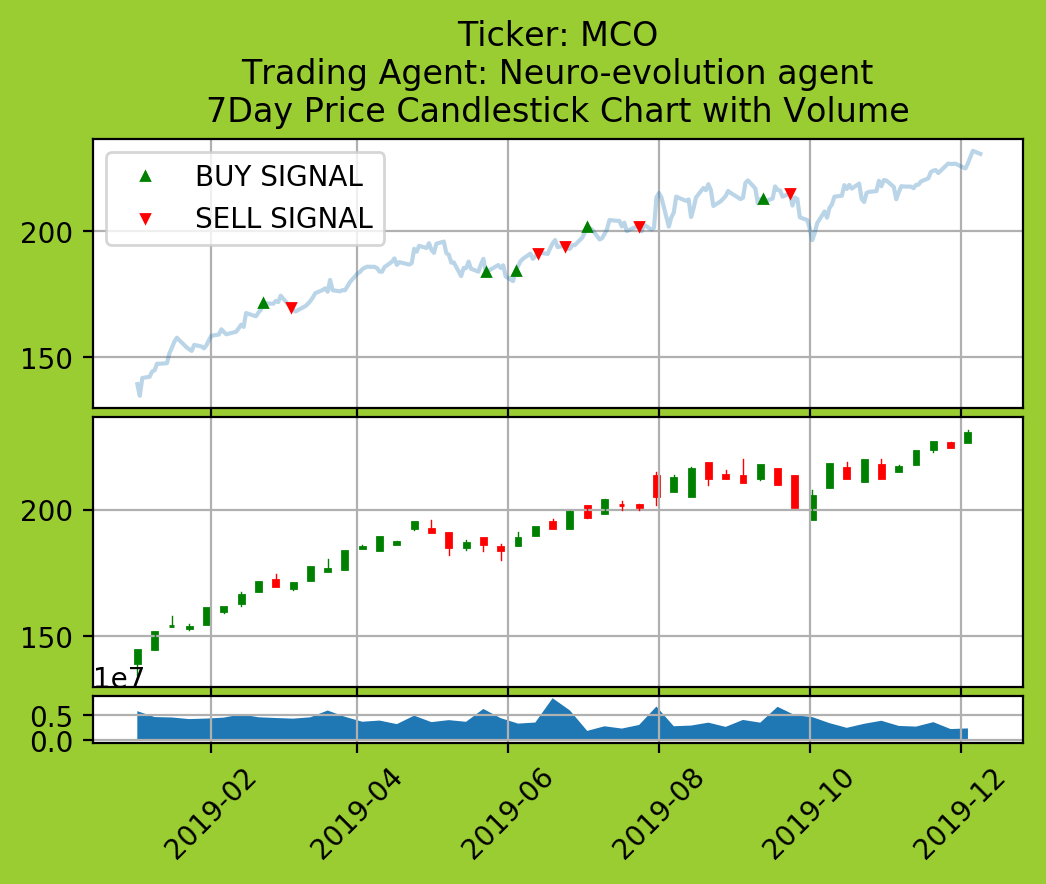 Ticker: MCO
Trading Agent: Neuro-evolution agent
7Day Price Candlestick Chart with Volume
BUY SIGNAL
SELL SIGNAL
200
150
200
150
1e7
0.5
0.0
2019-02
2019-04
2019-06
2019-08
2019-10
2019-12